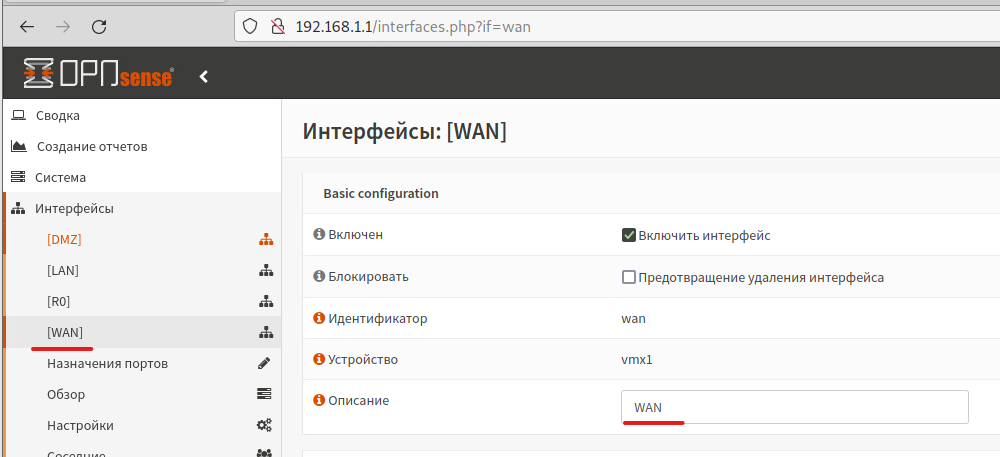 192.168.1.1/interfaces.php?if=wan
OPNsense®
Сводка
Создание отчетов
Система
Интерфейсы
[DMZ]
[LAN]
[R0]
[WAN]
Назначения портов
Обзор
Настройки
Соседние
Интерфейсы: [WAN]
Basic configuration
Включен
Включить интерфейс
Блокировать
Предотвращение удаления интерфейса
Идентификатор
wan
Устройство
vmx1
Описание
WAN